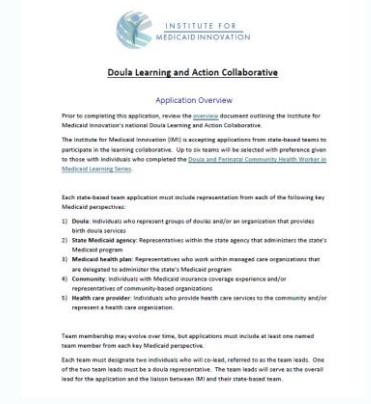 INSTITUTE FOR
MEDICAID INNOVATION
Doula Learning and Action Collaborative
Application Overview
Prior to completing this application, review the overview document outlining the Institute for
Medicaid Innovation's national Doula Learning and Action Collaborative.
The Institute for Medicaid Innovation (IMI) is accepting applications from state-based teams to
participate in the learning collaborative. Up to six teams will be selected with preference given
to those with individuals who completed the Doula and Perinatal Community Health Worker in
Medicaid Learning Series.
Each state-based team application must include representation from each of the following key
Medicaid perspectives:
1) Doula: Individuals who represent groups of doulas and/or an organization that provides
birth doula services
2) State Medicaid agency: Representatives within the state agency that administers the state's
Medicaid program
3) Medicaid health plan: Representatives who work within managed care organizations that
are delegated to administer the state's Medicaid program
4) Community: Individuals with Medicaid insurance coverage experience and/or
representatives of community-based organizations
5) Health care provider: Individuals who provide health care services to the community and/or
represent a health care organization.
Team membership may evolve over time, but applications must include at least one named
team member from each key Medicaid perspective.
Each team must designate two individuals who will co-lead, referred to as the team leads. One
of the two team leads must be a doula representative. The team leads will serve as the overall
lead for the application and the liaison between IMI and their state-based team.